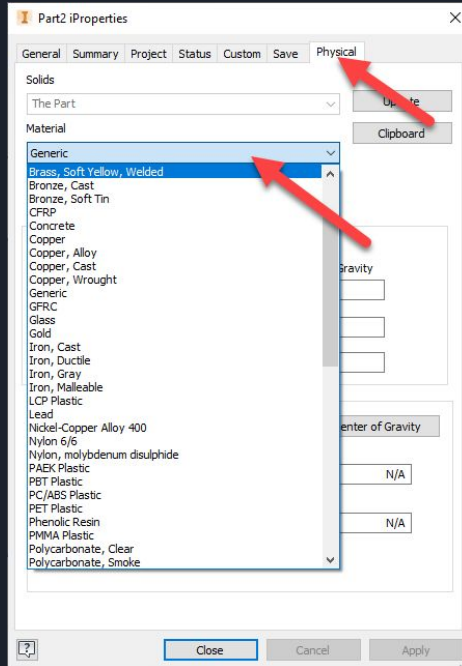 Part2 iProperties
General Summary Project Status Custom Save Physical
Solids
The Part
Material
Clipboard
Generic
Brass, Soft Yellow, Welded
Bronze, Cast
Bronze, Soft Tin
CFRP
Concrete
Copper
Copper, Alloy
Copper, Cast
Copper, Wrought
Generic
GFRC
Glass
Gold
Iron, Cast
Iron, Ductile
Iron, Gray
Iron, Malleable
LCP Plastic
Lead
Nickel-Copper Alloy 400
Nylon 6/6
Nylon, molybdenum disulphide
PAEK Plastic
PBT Plastic
PC/ABS Plastic
PET Plastic
Phenolic Resin
PMMA Plastic
Polycarbonate, Clear
Polycarbonate, Smoke
Gravity
enter of Gravity
N/A
N/A
Close Cancel Apply